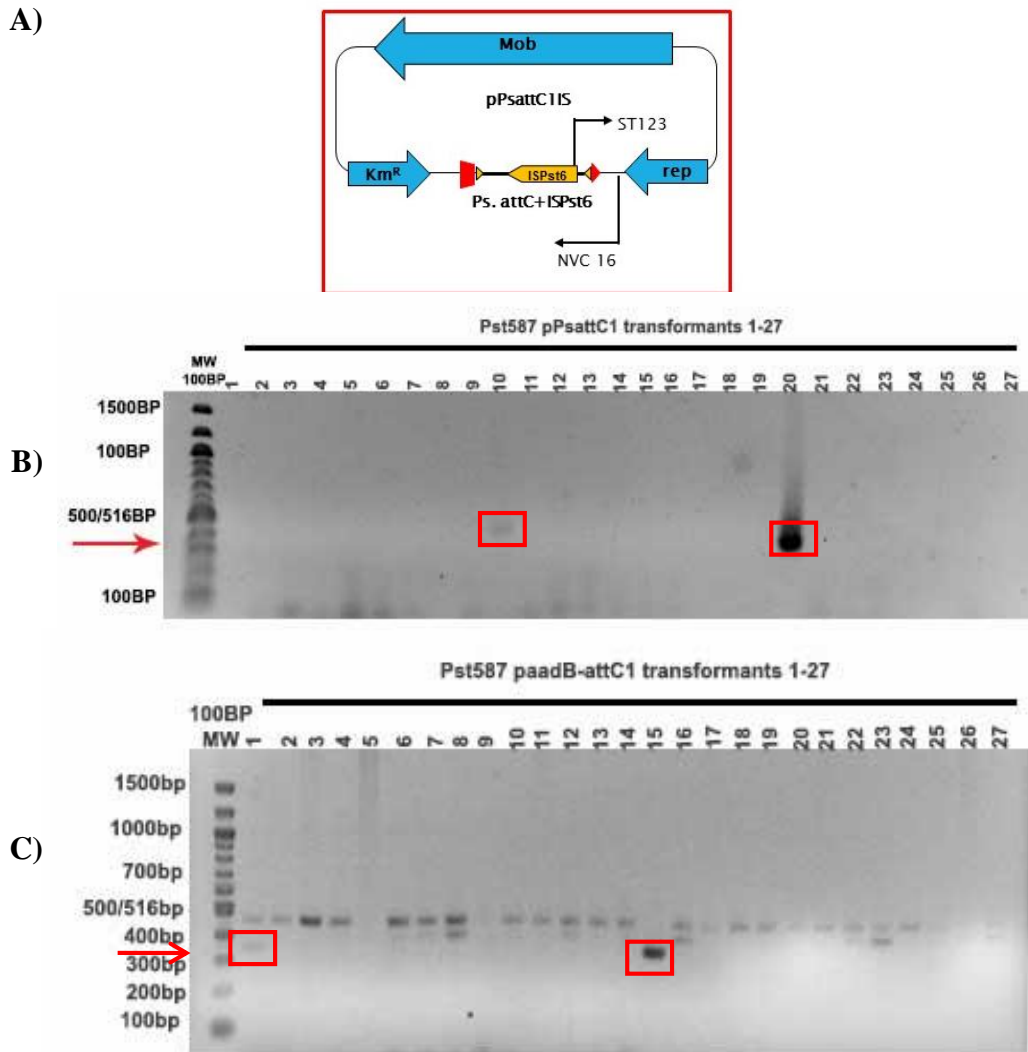 A)
Mob
pPsattC1IS
ST123
Km^R
ISPst6
rep
Ps. attC+ISPst6
NVC 16
B)
Pst587 pPsattC1 transformants 1-27
MW
100BP
1 2 3 4 5 6 7 8 9 10 11 12 13 14 15 16 17 18 19 20 21 22 23 24 25 26 27
1500BP
100BP
500/516BP
100BP
C)
Pst587 paadB-attC1 transformants 1-27
100BP
MW
1 2 3 4 5 6 7 8 9 10 11 12 13 14 15 16 17 18 19 20 21 22 23 24 25 26 27
1500bp
1000bp
700bp
500/516bp
400bp
300bp
200bp
100bp